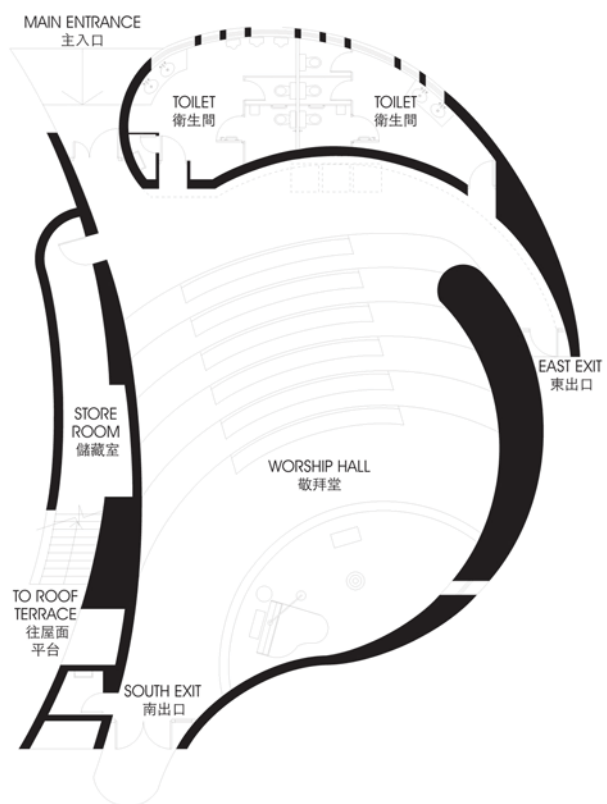 MAIN ENTRANCE
主入口
TOILET
衛生間
TOILET
衛生間
EAST EXIT
東出口
STORE
ROOM
儲藏室
WORSHIP HALL
敬拜堂
TO ROOF
TERRACE
往屋面
平台
SOUTH EXIT
南出口